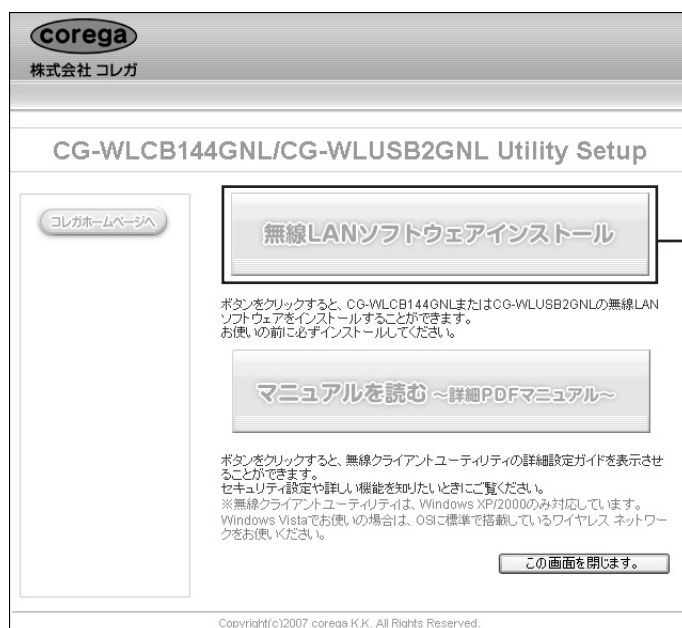 corega
株式会社 コレガ
CG-WLCB144GNL/CG-WLUSB2GNL Utility Setup
コレガホームページへ
無線LANソフトウェアインストール
ボタンをクリックすると、CG-WLCB144GNLまたはCG-WLUSB2GNLの無線LAN
ソフトウェアをインストールすることができます。
お使いの前に必ずインストールしてください。
マニュアルを読む ～詳細PDFマニュアル～
ボタンをクリックすると、無線クライアントユーティリティの詳細設定ガイドを表示させ
ることができます。
セキュリティ設定や詳しい機能を知りたいときにご覧ください。
※無線クライアントユーティリティは、Windows XP/2000のみ対応しています。
Windows Vistaでお使いの場合は、OSに標準で搭載しているワイヤレス ネットワー
クをお使いください。
この画面を閉じます。
Copyright(c)2007 corega K.K. All Rights Reserved.